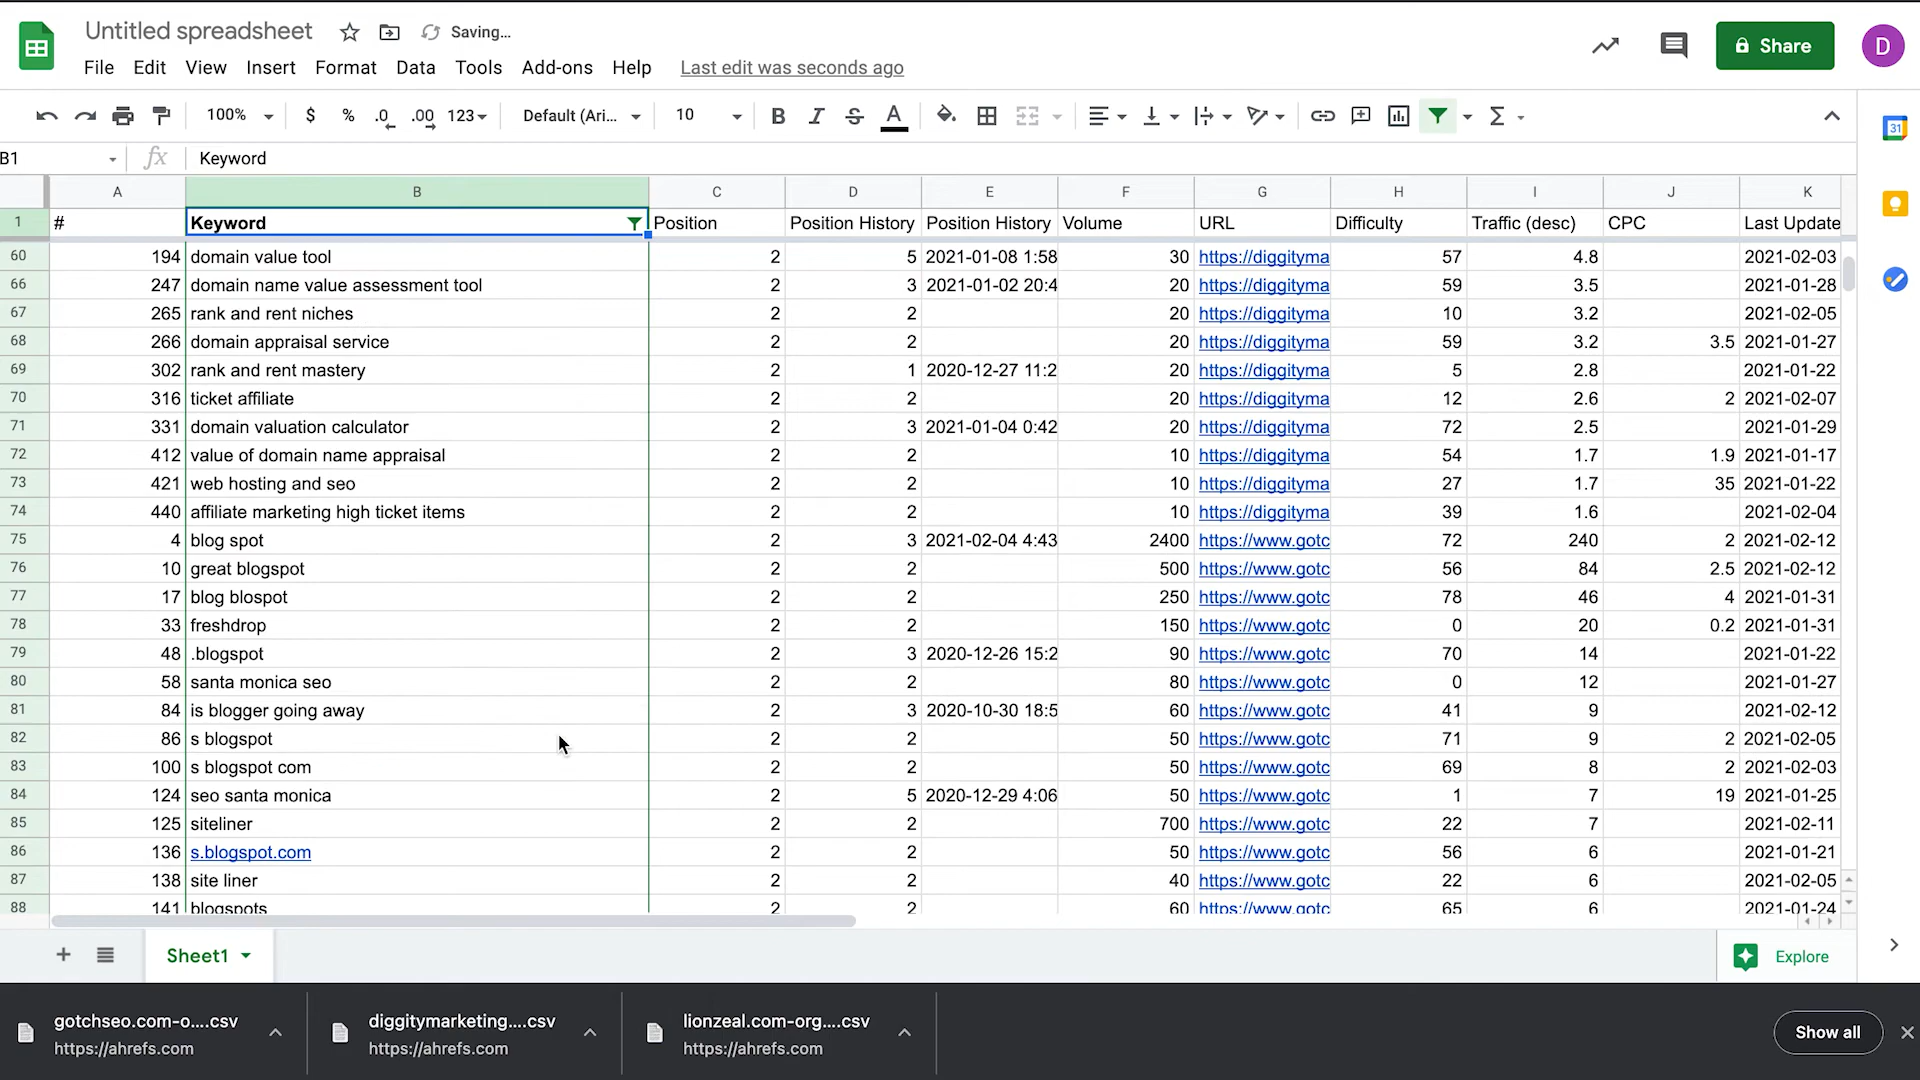 Untitled spreadsheet Saving...
File Edit View Insert Format Data Tools Add-ons Help Last edit was seconds ago
Share
D
100% $ % .0 .00 123 Default (Ari... 10 B I S A
31
B1 fx Keyword
A B C D E F G H I J K
1 # Keyword Position Position History Position History Volume URL Difficulty Traffic (desc) CPC Last Update
60 194 domain value tool 2 5 2021-01-08 1:58 30 https://diggityma 57 4.8 2021-02-03
66 247 domain name value assessment tool 2 3 2021-01-02 20:4 20 https://diggityma 59 3.5 2021-01-28
67 265 rank and rent niches 2 2 20 https://diggityma 10 3.2 2021-02-05
68 266 domain appraisal service 2 2 20 https://diggityma 59 3.2 3.5 2021-01-27
69 302 rank and rent mastery 2 1 2020-12-27 11:2 20 https://diggityma 5 2.8 2021-01-22
70 316 ticket affiliate 2 2 20 https://diggityma 12 2.6 2 2021-02-07
71 331 domain valuation calculator 2 3 2021-01-04 0:42 20 https://diggityma 72 2.5 2021-01-29
72 412 value of domain name appraisal 2 2 10 https://diggityma 54 1.7 1.9 2021-01-17
73 421 web hosting and seo 2 2 10 https://diggityma 27 1.7 35 2021-01-22
74 440 affiliate marketing high ticket items 2 2 10 https://diggityma 39 1.6 2021-02-04
75 4 blog spot 2 3 2021-02-04 4:43 2400 https://www.gotc 72 240 2 2021-02-12
76 10 great blogspot 2 2 500 https://www.gotc 56 84 2.5 2021-02-12
77 17 blog blospot 2 2 250 https://www.gotc 78 46 4 2021-01-31
78 33 freshdrop 2 2 150 https://www.gotc 0 20 0.2 2021-01-31
79 48 .blogspot 2 3 2020-12-26 15:2 90 https://www.gotc 70 14 2021-01-22
80 58 santa monica seo 2 2 80 https://www.gotc 0 12 2021-01-27
81 84 is blogger going away 2 3 2020-10-30 18:5 60 https://www.gotc 41 9 2021-02-12
82 86 s blogspot 2 2 50 https://www.gotc 71 9 2 2021-02-05
83 100 s blogspot com 2 2 50 https://www.gotc 69 8 2 2021-02-03
84 124 seo santa monica 2 5 2020-12-29 4:06 50 https://www.gotc 1 7 19 2021-01-25
85 125 siteliner 2 2 700 https://www.gotc 22 7 2021-02-11
86 136 s.blogspot.com 2 2 50 https://www.gotc 56 6 2021-01-21
87 138 site liner 2 2 40 https://www.gotc 22 6 2021-02-05
88 141 blogspots 2 2 60 https://www.gotc 65 6 2021-01-24
Sheet1 Explore
gotchseo.com-o....csv diggitymarketing....csv lionzeal.com-org....csv Show all
https://ahrefs.com https://ahrefs.com https://ahrefs.com